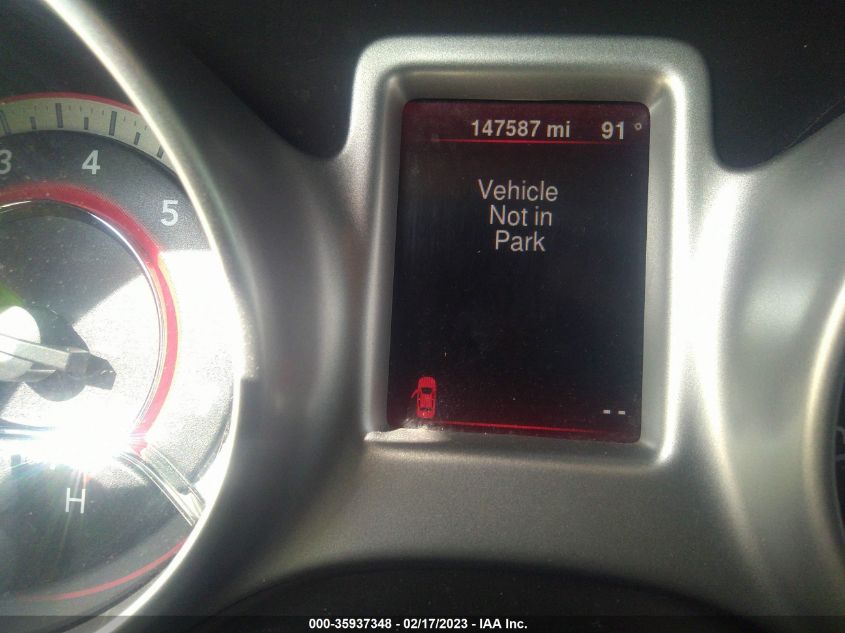 147587 mi 91°
Vehicle
Not in
Park
--
3
4
5
H
000-35937348 - 02/17/2023 - IAA Inc.